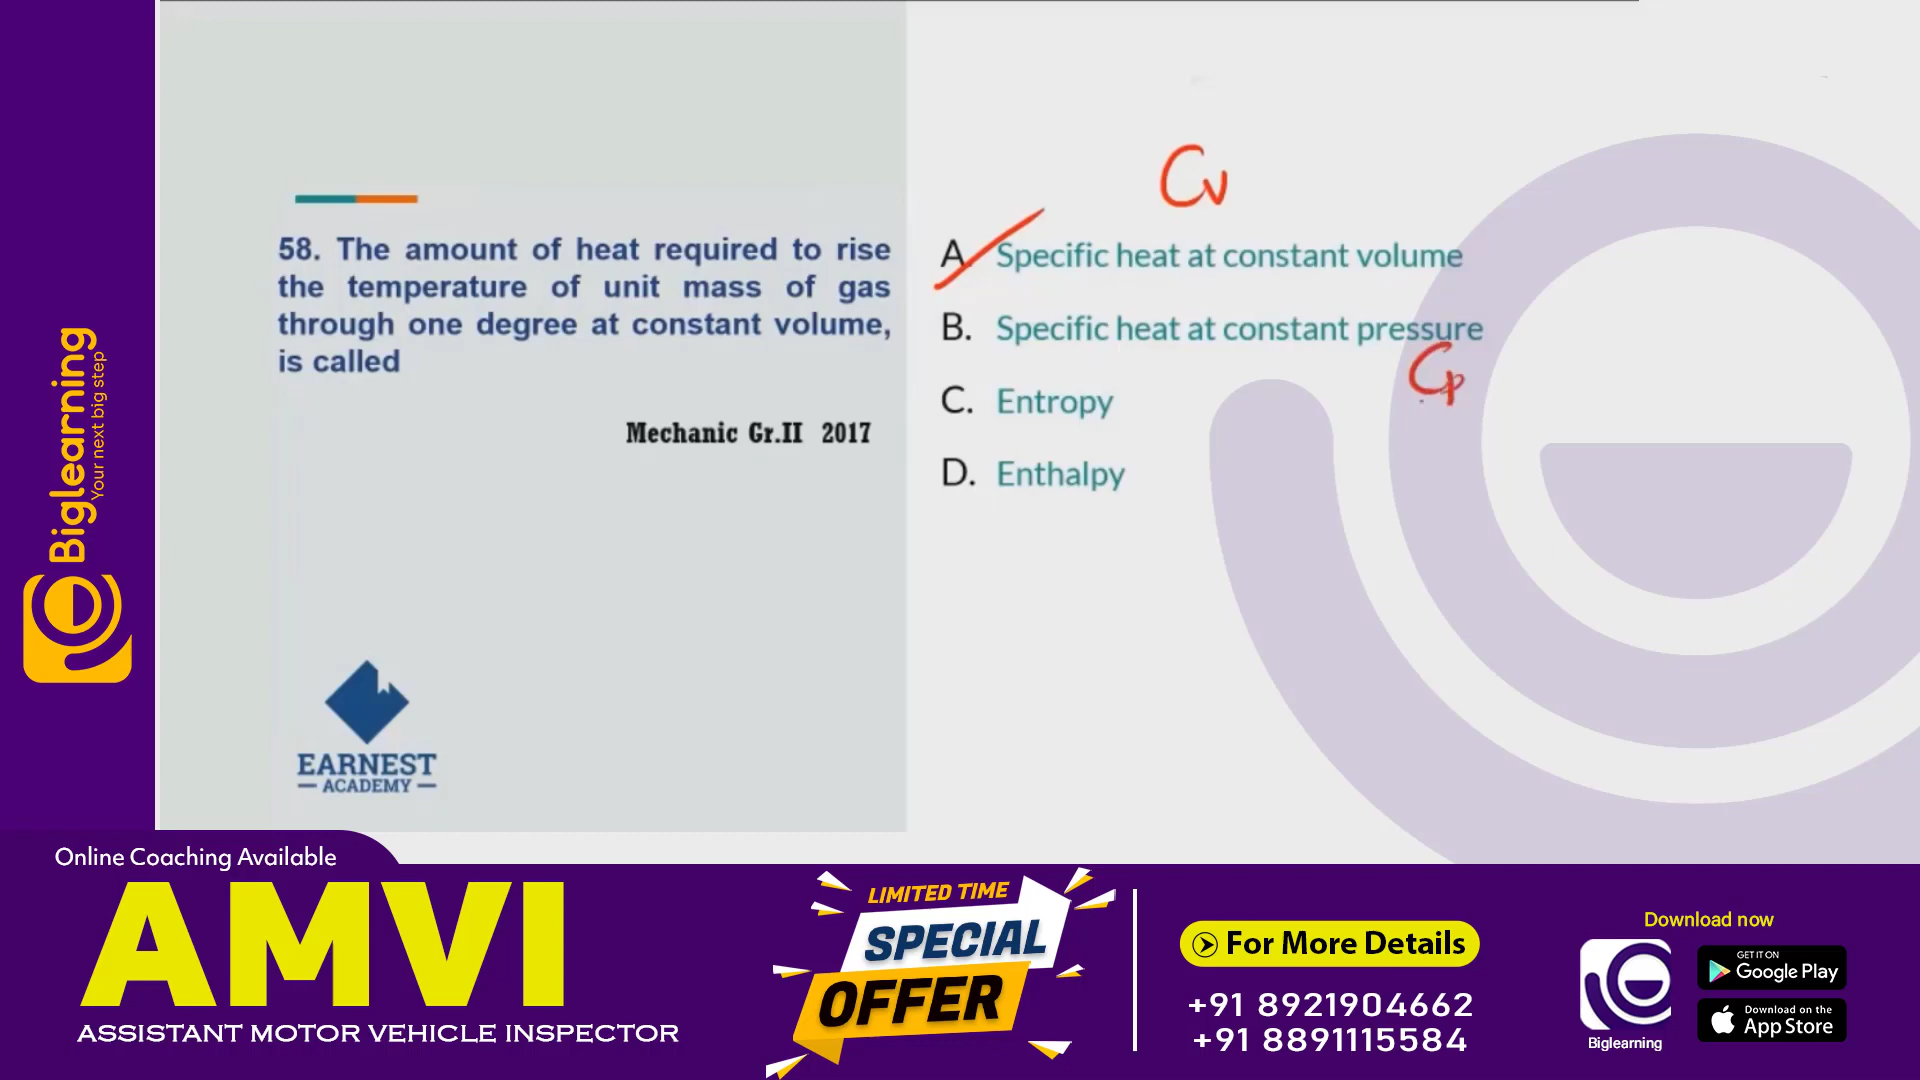 Biglearning
Your next big step
58. The amount of heat required to rise
the temperature of unit mass of gas
through one degree at constant volume,
is called
Mechanic Gr.II 2017
EARNEST
ACADEMY
Cv
A. Specific heat at constant volume
B. Specific heat at constant pressure
Cp
C. Entropy
D. Enthalpy
Online Coaching Available
AMVI
ASSISTANT MOTOR VEHICLE INSPECTOR
LIMITED TIME
SPECIAL
OFFER
For More Details
+91 8921904662
+91 8891115584
Download now
Biglearning
GET IT ON
Google Play
Download on the
App Store